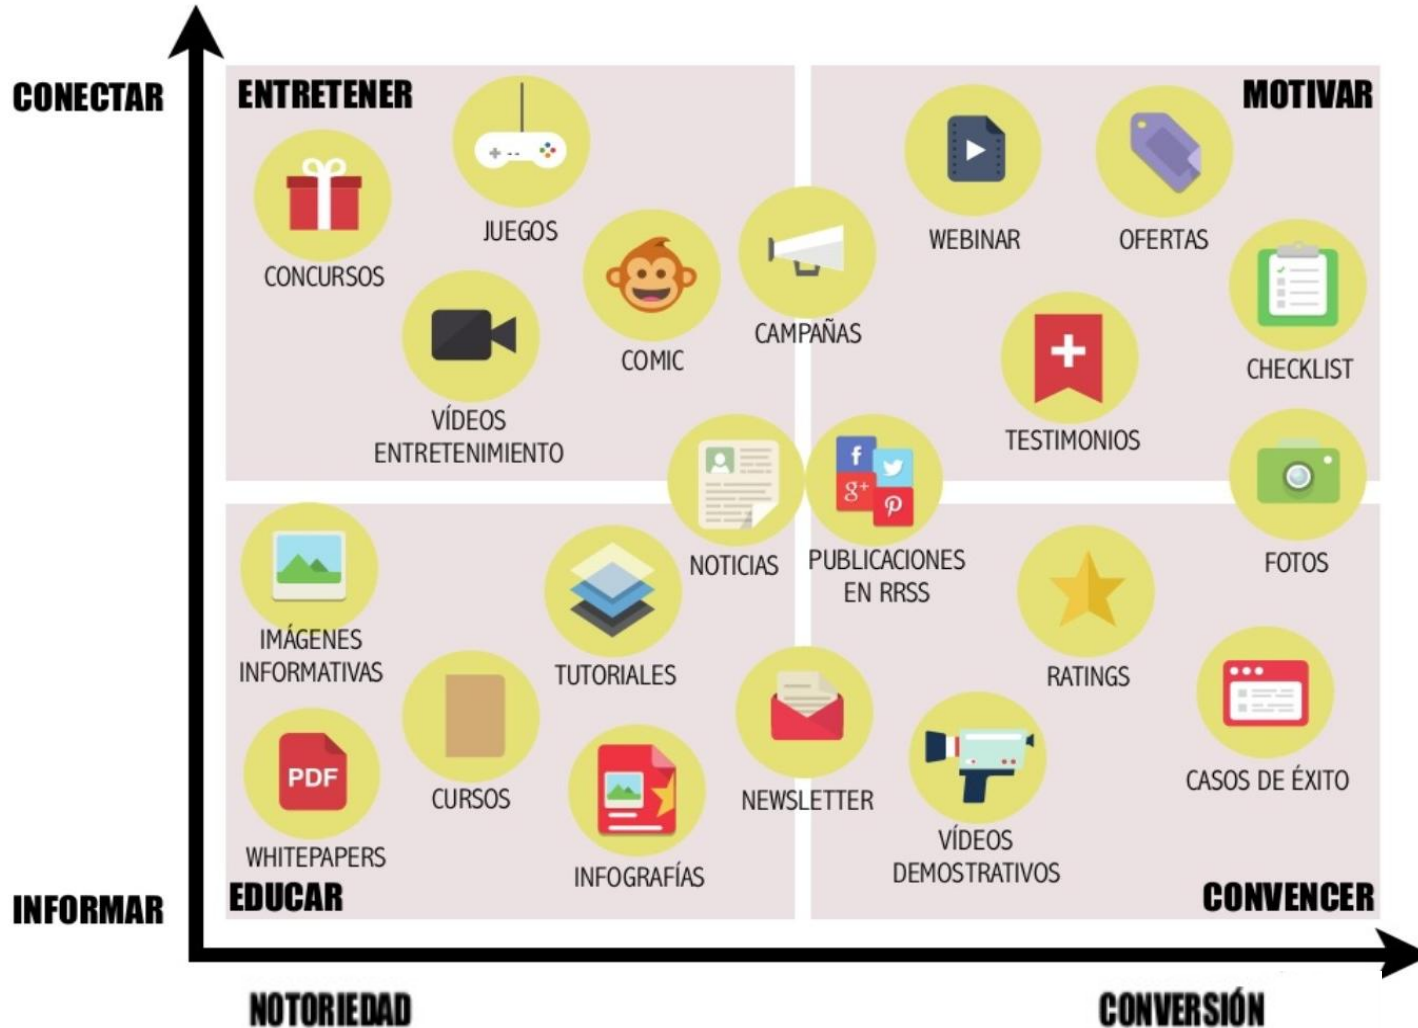 CONECTAR
ENTRETENER
MOTIVAR
JUEGOS
WEBINAR
OFERTAS
CONCURSOS
CAMPAÑAS
COMIC
CHECKLIST
VÍDEOS
ENTRETENIMIENTO
TESTIMONIOS
f
g+
NOTICIAS
PUBLICACIONES
EN RRSS
FOTOS
IMÁGENES
INFORMATIVAS
TUTORIALES
RATINGS
PDF
CURSOS
NEWSLETTER
CASOS DE ÉXITO
WHITEPAPERS
INFOGRAFÍAS
VÍDEOS
DEMOSTRATIVOS
INFORMAR
EDUCAR
CONVENCER
NOTORIEDAD
CONVERSIÓN